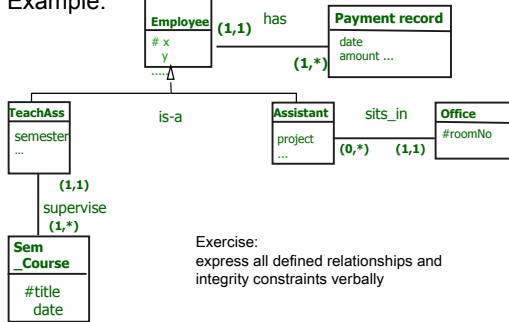 Example:
Employee
# x
y
.....
(1,1)
has
(1,*)
Payment record
date
amount ...
is-a
TeachAss
semester
...
Assistant
project
...
sits_in
(0,*)
(1,1)
Office
#roomNo
(1,1)
supervise
(1,*)
Sem
_Course
#title
date
Exercise:
express all defined relationships and
integrity constraints verbally